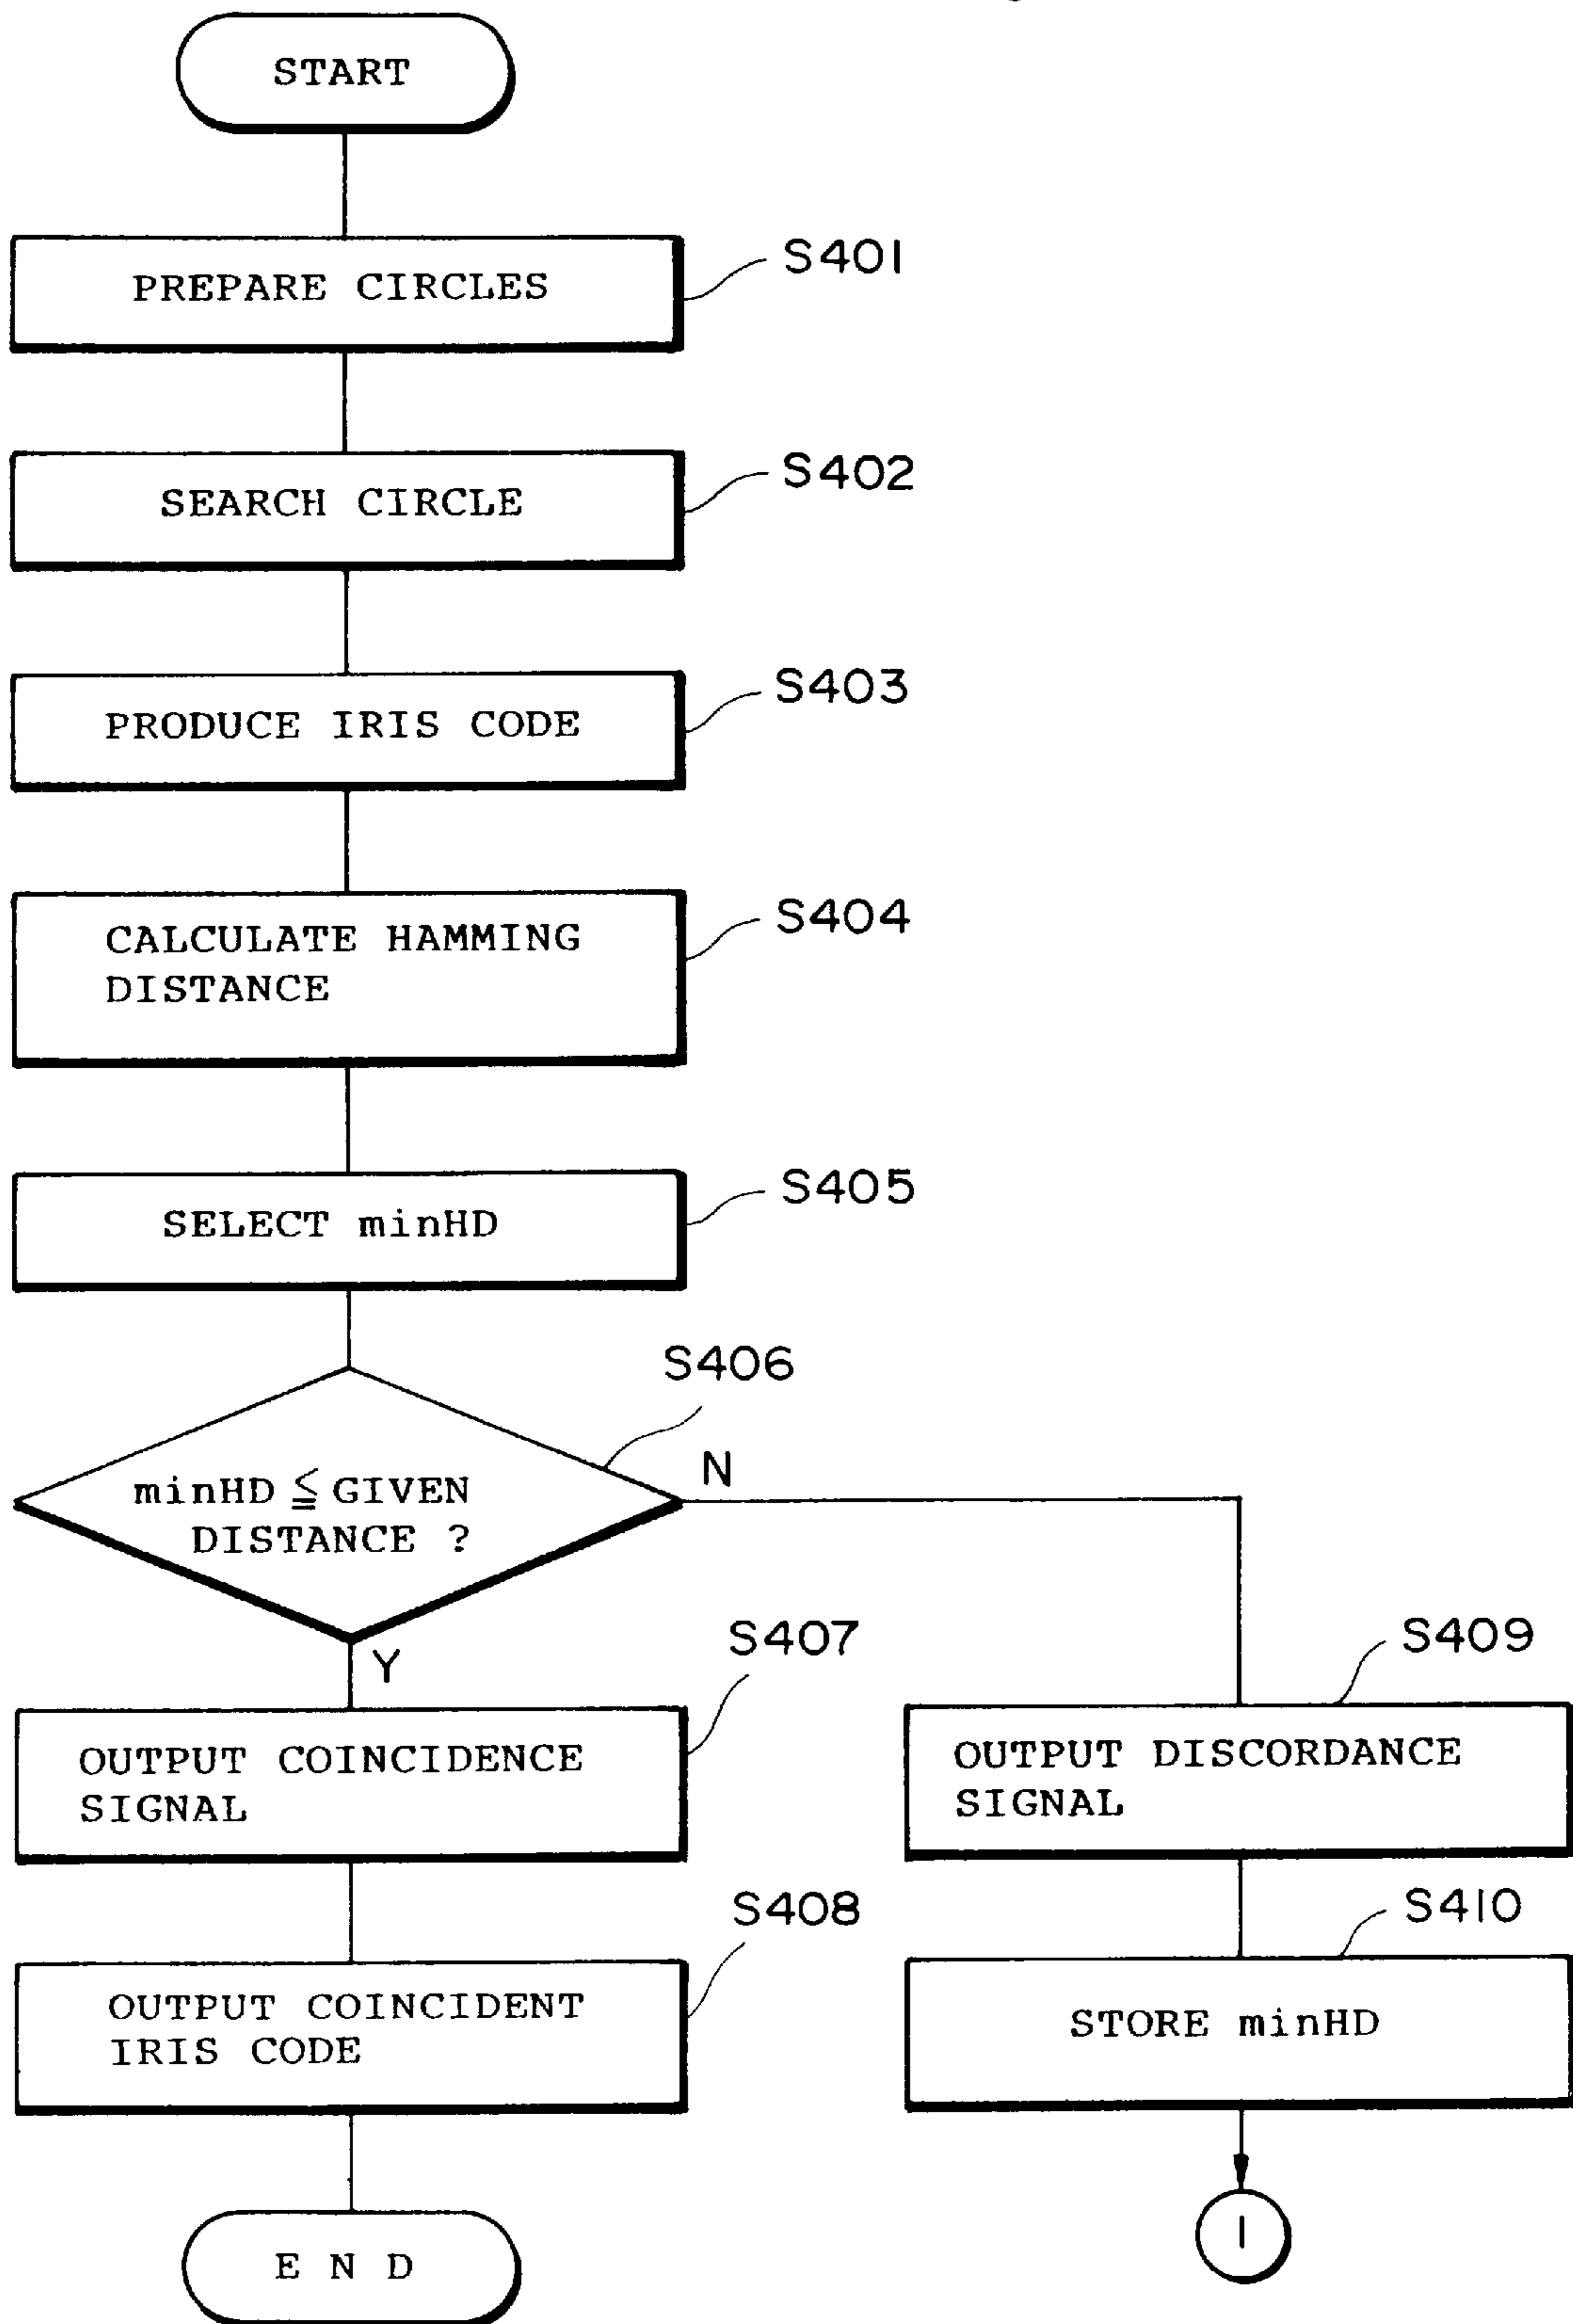 START
PREPARE CIRCLES
S401
SEARCH CIRCLE
S402
PRODUCE IRIS CODE
S403
CALCULATE HAMMING
DISTANCE
S404
SELECT minHD
S405
minHD ≦ GIVEN
DISTANCE ?
S406
N
Y
OUTPUT COINCIDENCE
SIGNAL
S407
OUTPUT COINCIDENT
IRIS CODE
S408
END
OUTPUT DISCORDANCE
SIGNAL
S409
STORE minHD
S410
1